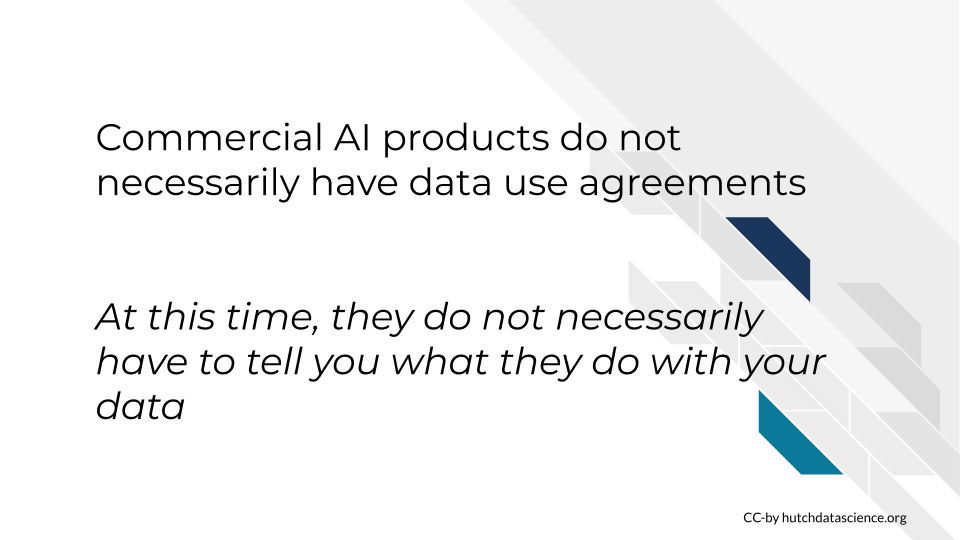 Commercial AI products do not
necessarily have data use agreements
At this time, they do not necessarily
have to tell you what they do with your
data
CC-by hutchdatascience.org